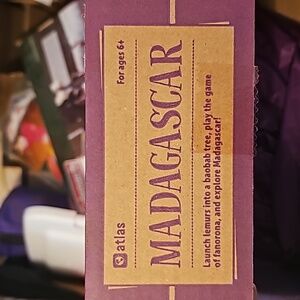 atlas
For ages 6+
MADAGASCAR
Launch lemurs into a baobab tree, play the game
of fanorona, and explore Madagascar!